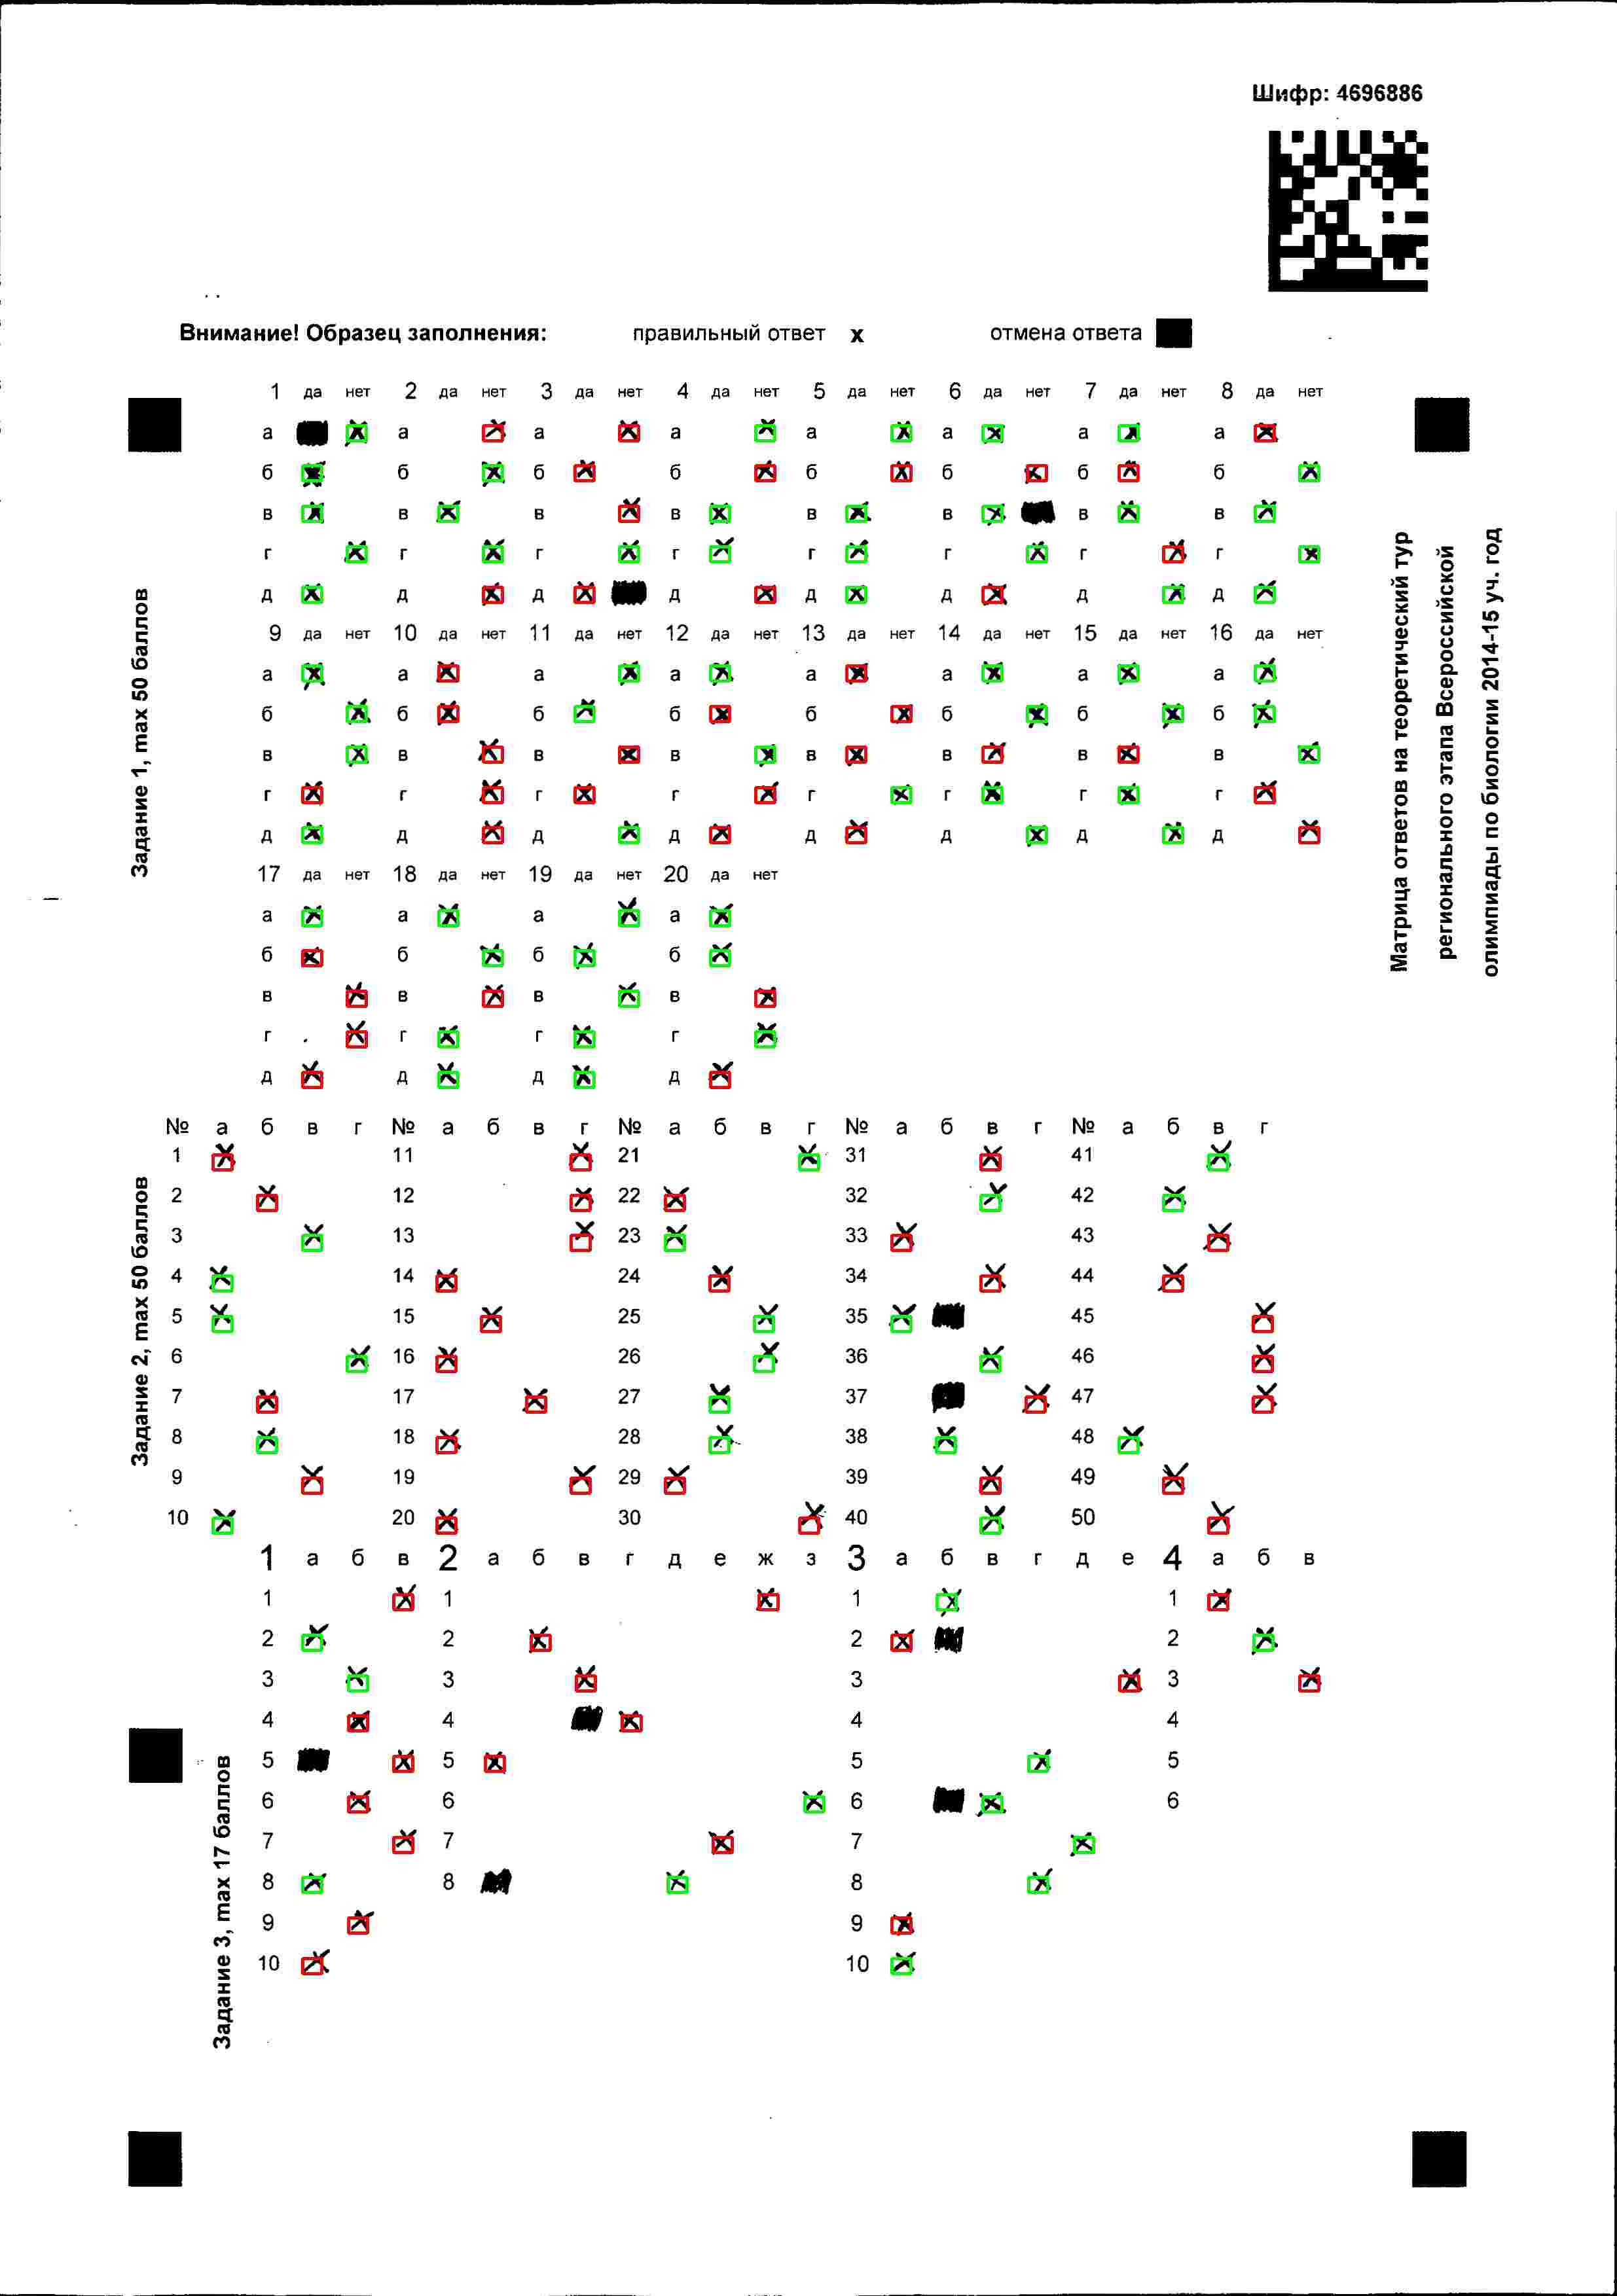 Шифр: 4696886
Внимание! Образец заполнения: правильный ответ x отмена ответа
1 да нет 2 да нет 3 да нет 4 да нет 5 да нет 6 да нет 7 да нет 8 да нет
а а а а а а а а
б б б б б б б б
в в в в в в в в
г г г г г г г г
д д д д д д д д
9 да нет 10 да нет 11 да нет 12 да нет 13 да нет 14 да нет 15 да нет 16 да нет
а а а а а а а а
б б б б б б б б
в в в в в в в в
г г г г г г г г
д д д д д д д д
17 да нет 18 да нет 19 да нет 20 да нет
а а а а
б б б б
в в в в
г г г г
д д д д
Задание 1, max 50 баллов
Матрица ответов на теоретический тур
регионального этапа Всероссийской
олимпиады по биологии 2014-15 уч. год
№ а б в г № а б в г № а б в г № а б в г № а б в г
1 11 21 31 41
2 12 22 32 42
3 13 23 33 43
4 14 24 34 44
5 15 25 35 45
6 16 26 36 46
7 17 27 37 47
8 18 28 38 48
9 19 29 39 49
10 20 30 40 50
Задание 2, max 50 баллов
1 а б в 2 а б в г д е ж з 3 а б в г д е 4 а б в
1 1 1 1
2 2 2 2
3 3 3 3
4 4 4 4
5 5 5 5
6 6 6 6
7 7 7
8 8 8
9 9
10 10
Задание 3, max 17 баллов